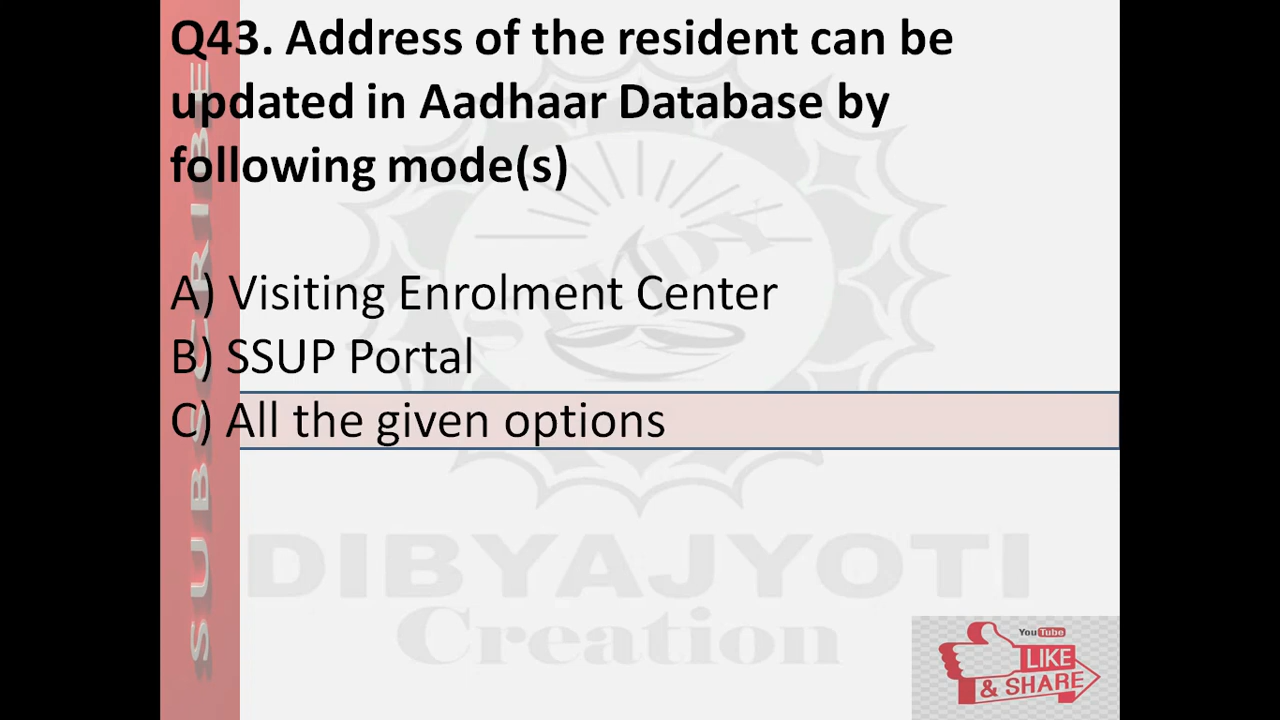 Q43. Address of the resident can be
updated in Aadhaar Database by
following mode(s)
A) Visiting Enrolment Center
B) SSUP Portal
C) All the given options
SUBSCRIBE
STUDY
DIBYAJYOTI
Creation
YouTube
LIKE
& SHARE